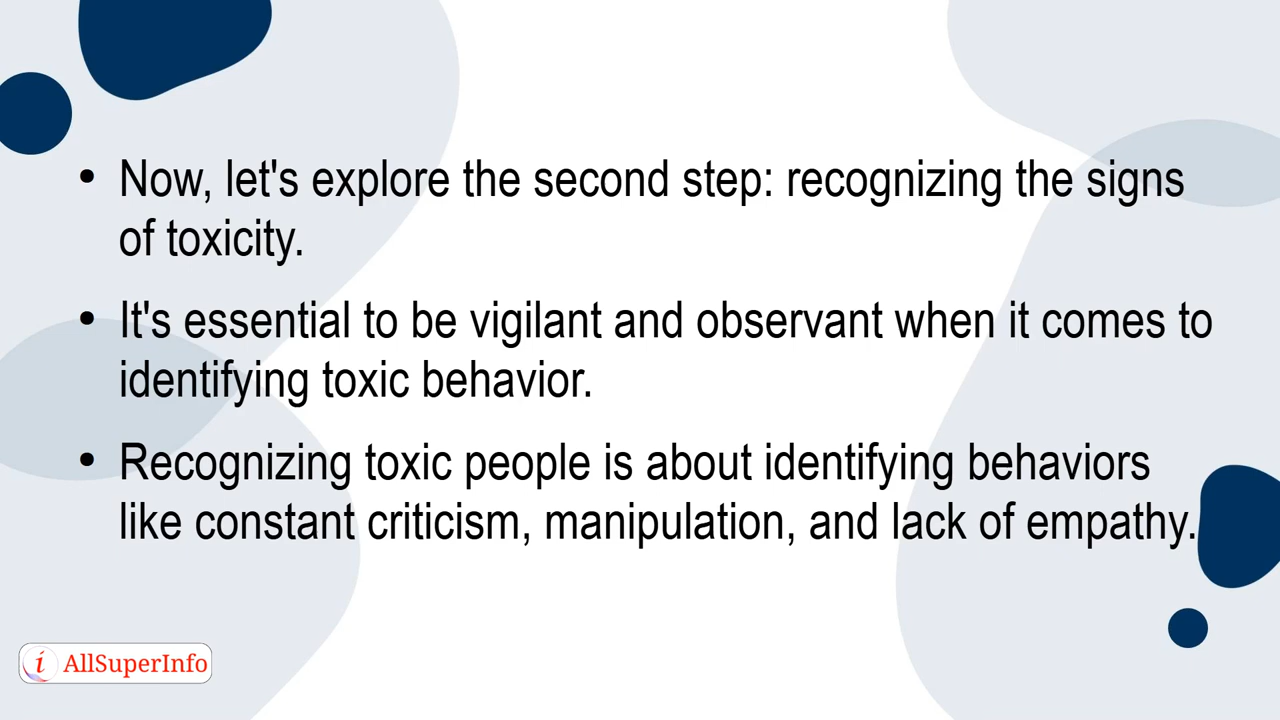 • Now, let's explore the second step: recognizing the signs
of toxicity.
• It's essential to be vigilant and observant when it comes to
identifying toxic behavior.
• Recognizing toxic people is about identifying behaviors
like constant criticism, manipulation, and lack of empathy.
i AllSuperInfo